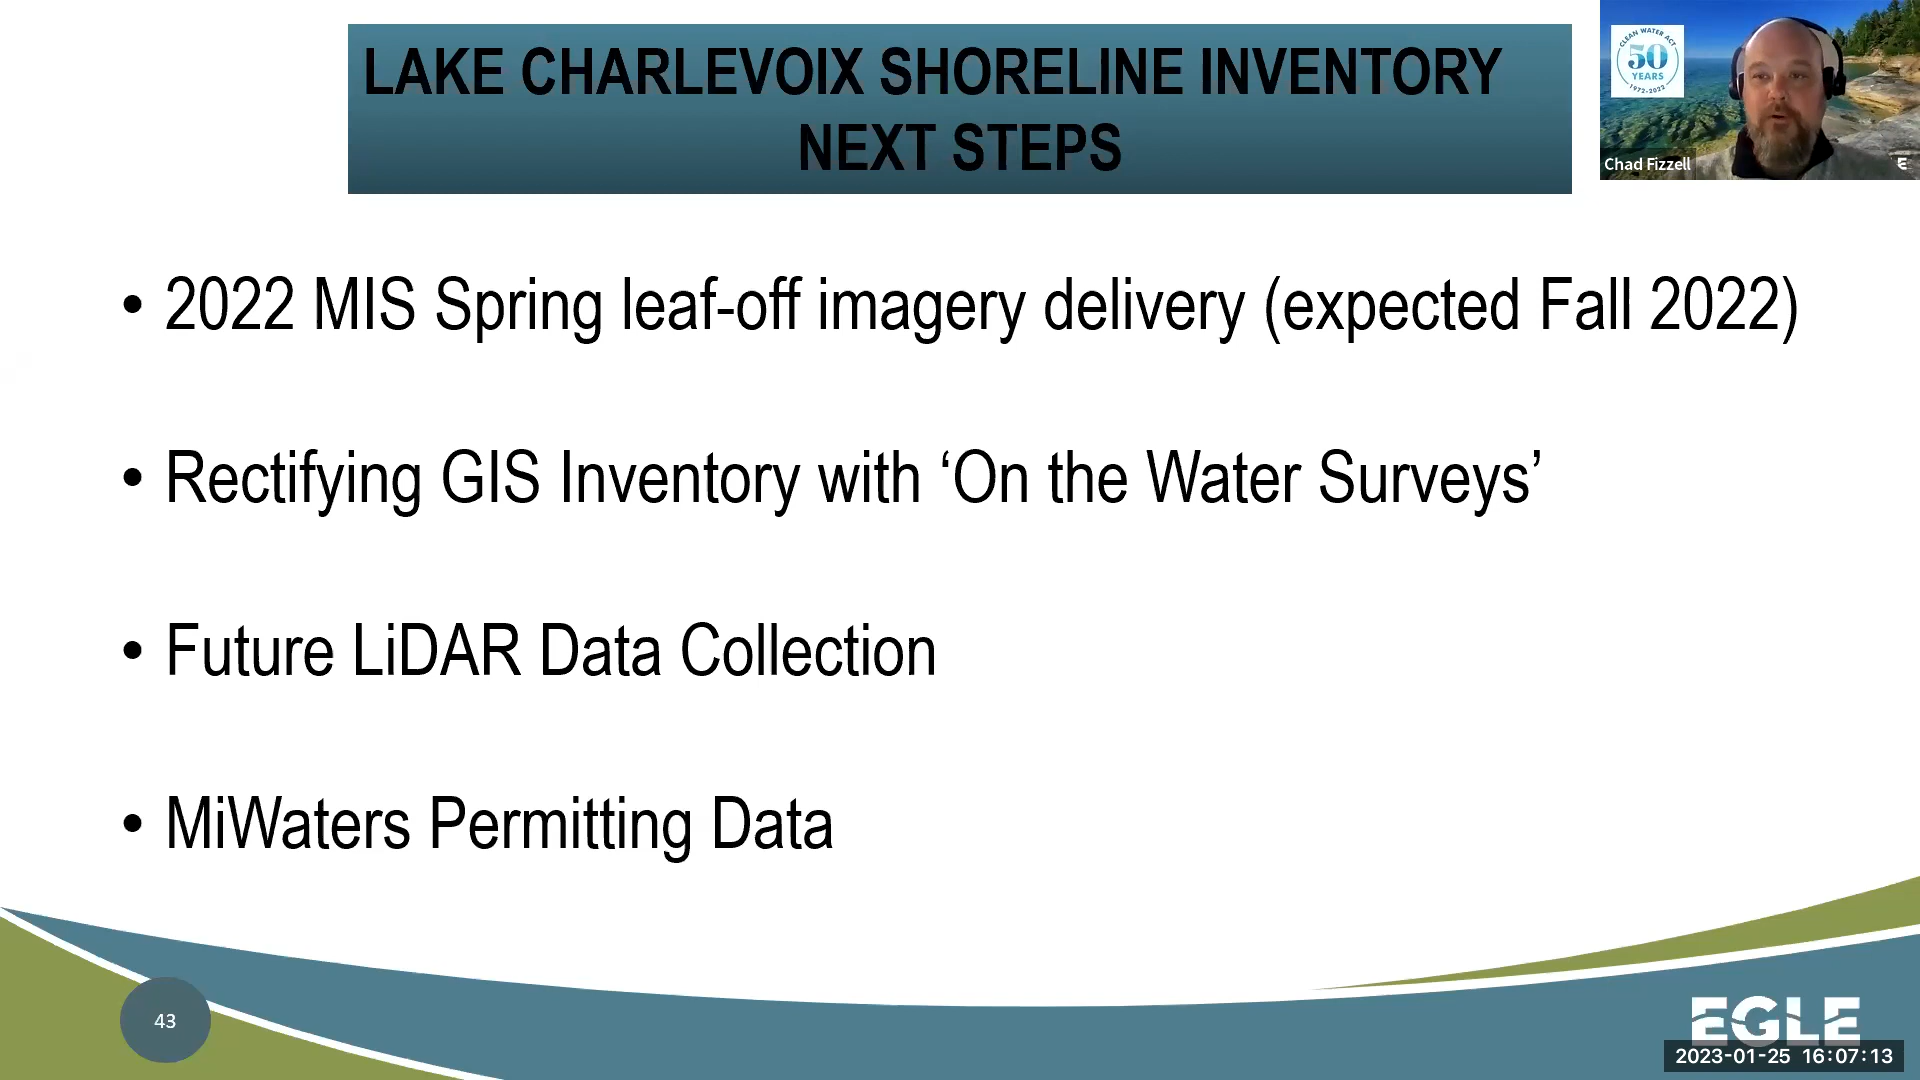 LAKE CHARLEVOIX SHORELINE INVENTORY
NEXT STEPS
CLEAN WATER ACT
50
YEARS
1972-2022
Chad Fizzell
• 2022 MIS Spring leaf-off imagery delivery (expected Fall 2022)
• Rectifying GIS Inventory with ‘On the Water Surveys’
• Future LiDAR Data Collection
• MiWaters Permitting Data
43
EGLE
2023-01-25 16:07:13